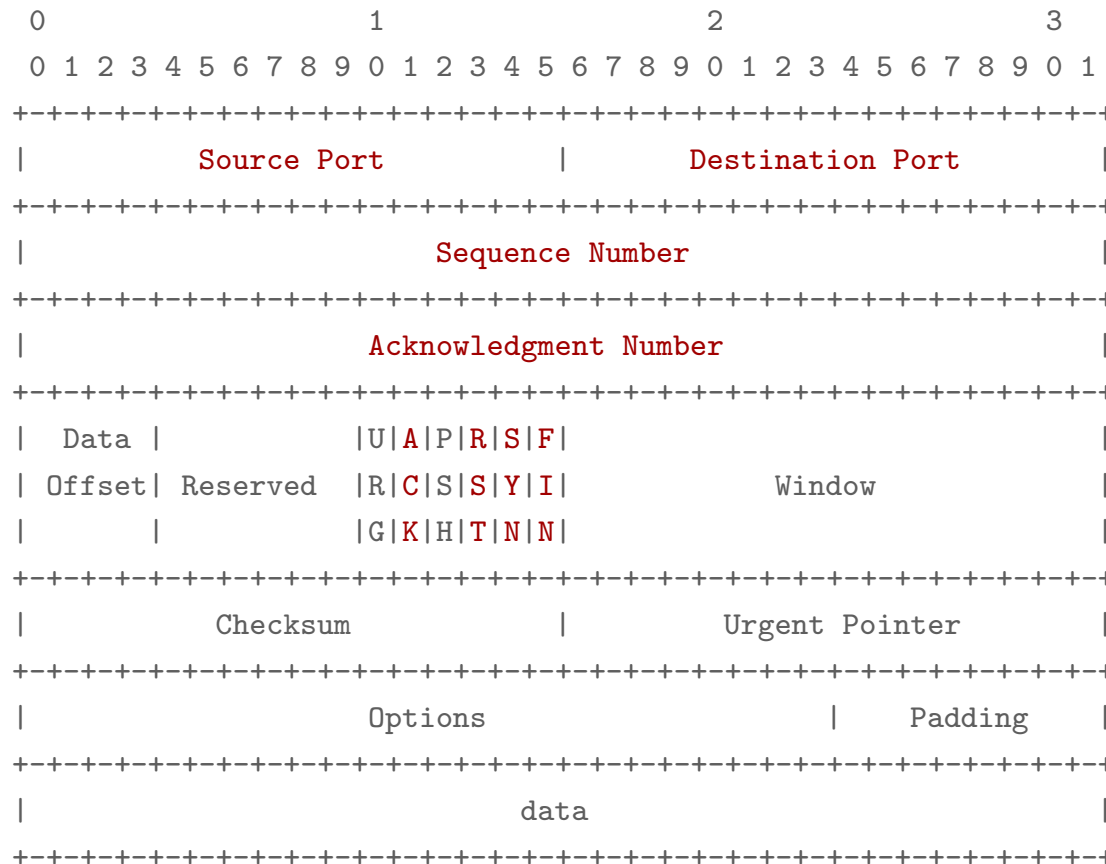 0                   1                   2                   3
0 1 2 3 4 5 6 7 8 9 0 1 2 3 4 5 6 7 8 9 0 1 2 3 4 5 6 7 8 9 0 1
+-+-+-+-+-+-+-+-+-+-+-+-+-+-+-+-+-+-+-+-+-+-+-+-+-+-+-+-+-+-+-+-+
|          Source Port          |       Destination Port        |
+-+-+-+-+-+-+-+-+-+-+-+-+-+-+-+-+-+-+-+-+-+-+-+-+-+-+-+-+-+-+-+-+
|                        Sequence Number                        |
+-+-+-+-+-+-+-+-+-+-+-+-+-+-+-+-+-+-+-+-+-+-+-+-+-+-+-+-+-+-+-+-+
|                    Acknowledgment Number                      |
+-+-+-+-+-+-+-+-+-+-+-+-+-+-+-+-+-+-+-+-+-+-+-+-+-+-+-+-+-+-+-+-+
|  Data |           |U|A|P|R|S|F|                               |
| Offset| Reserved  |R|C|S|S|Y|I|            Window             |
|       |           |G|K|H|T|N|N|                               |
+-+-+-+-+-+-+-+-+-+-+-+-+-+-+-+-+-+-+-+-+-+-+-+-+-+-+-+-+-+-+-+-+
|           Checksum            |         Urgent Pointer        |
+-+-+-+-+-+-+-+-+-+-+-+-+-+-+-+-+-+-+-+-+-+-+-+-+-+-+-+-+-+-+-+-+
|                    Options                    |    Padding    |
+-+-+-+-+-+-+-+-+-+-+-+-+-+-+-+-+-+-+-+-+-+-+-+-+-+-+-+-+-+-+-+-+
|                             data                              |
+-+-+-+-+-+-+-+-+-+-+-+-+-+-+-+-+-+-+-+-+-+-+-+-+-+-+-+-+-+-+-+-+